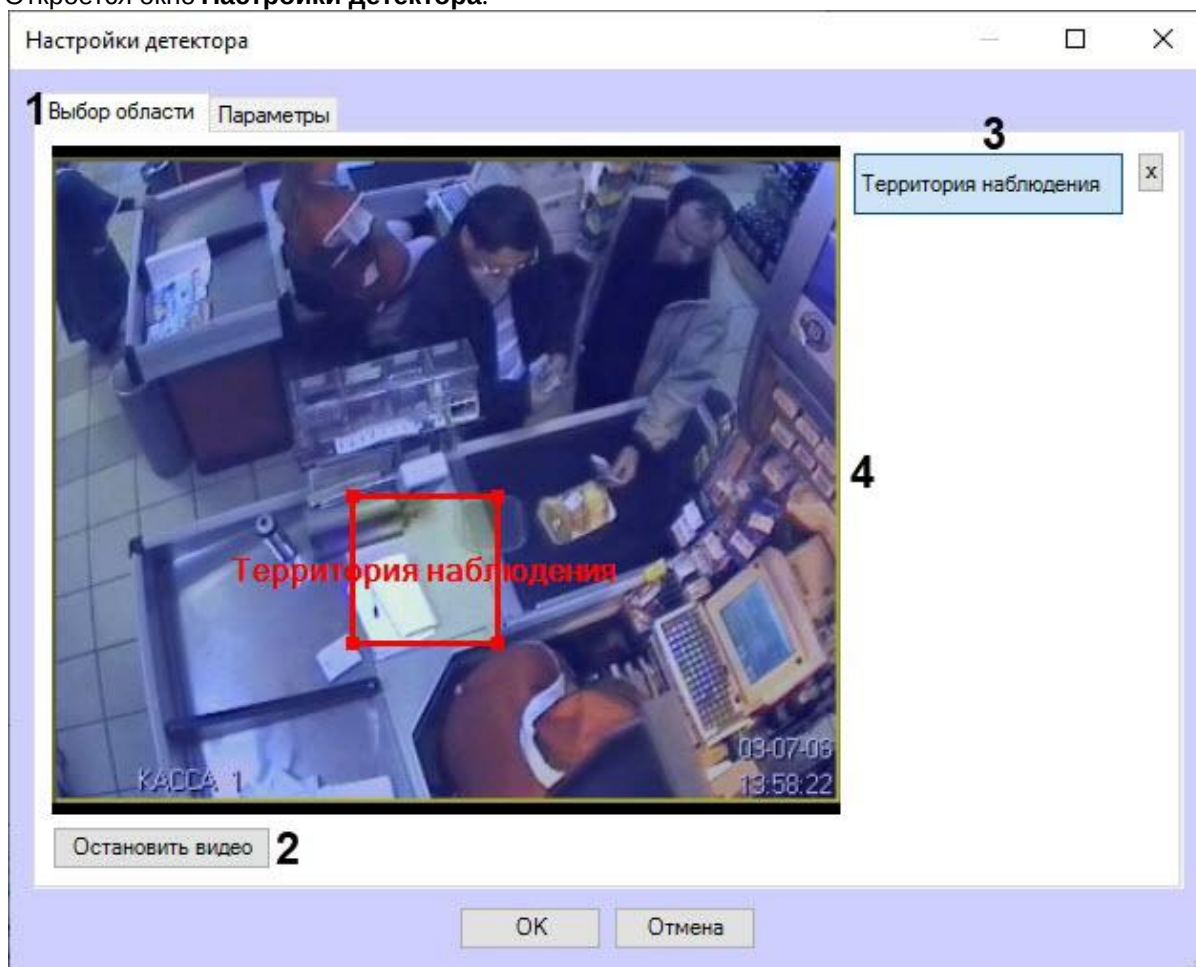 Откроется окно Настройки детектора.
Настройки детектора
1 Выбор области Параметры
3
Территория наблюдения x
4
Территория наблюдения
03-07-08
КАССА 1 13:58:22
Остановить видео 2
OK Отмена